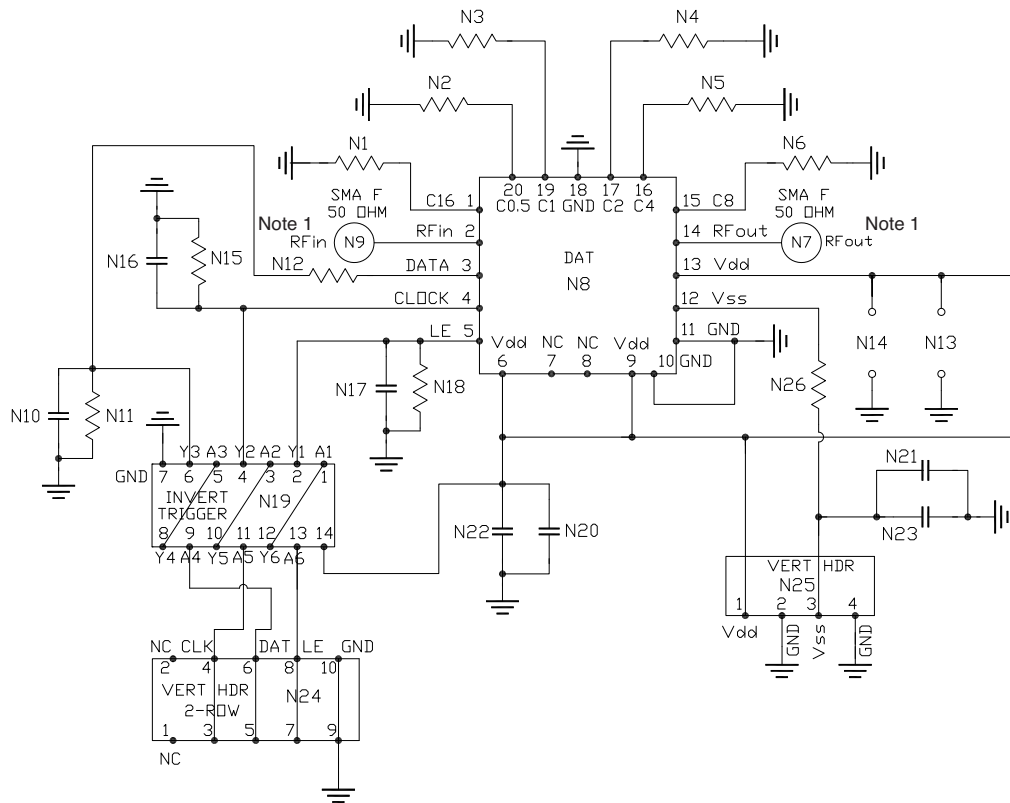 N3
N4
N2
N5
N1
N6
20 19 18 17 16
C0.5 C1 GND C2 C4
SMA F
50 OHM
SMA F
50 OHM
C16 1
15 C8
Note 1
RFin N9 RFin 2
14 RFout N7 RFout
Note 1
N16
N15
N12 DATA 3
DAT
N8
13 Vdd
CLOCK 4
12 Vss
LE 5
11 GND
Vdd NC NC Vdd
6 7 8 9 10 GND
N14 N13
N17 N18
N26
N10 N11
Y3 A3 Y2 A2 Y1 A1
GND 7 6 5 4 3 2 1
INVERT
TRIGGER
N19
8 9 10 11 12 13 14
Y4 A4 Y5 A5 Y6 A6
N22 N20
N21
N23
VERT HDR
N25
1 2 3 4
Vdd GND Vss GND
NC CLK DAT LE GND
2 4 6 8 10
VERT HDR
2-ROW
N24
1 3 5 7 9
NC